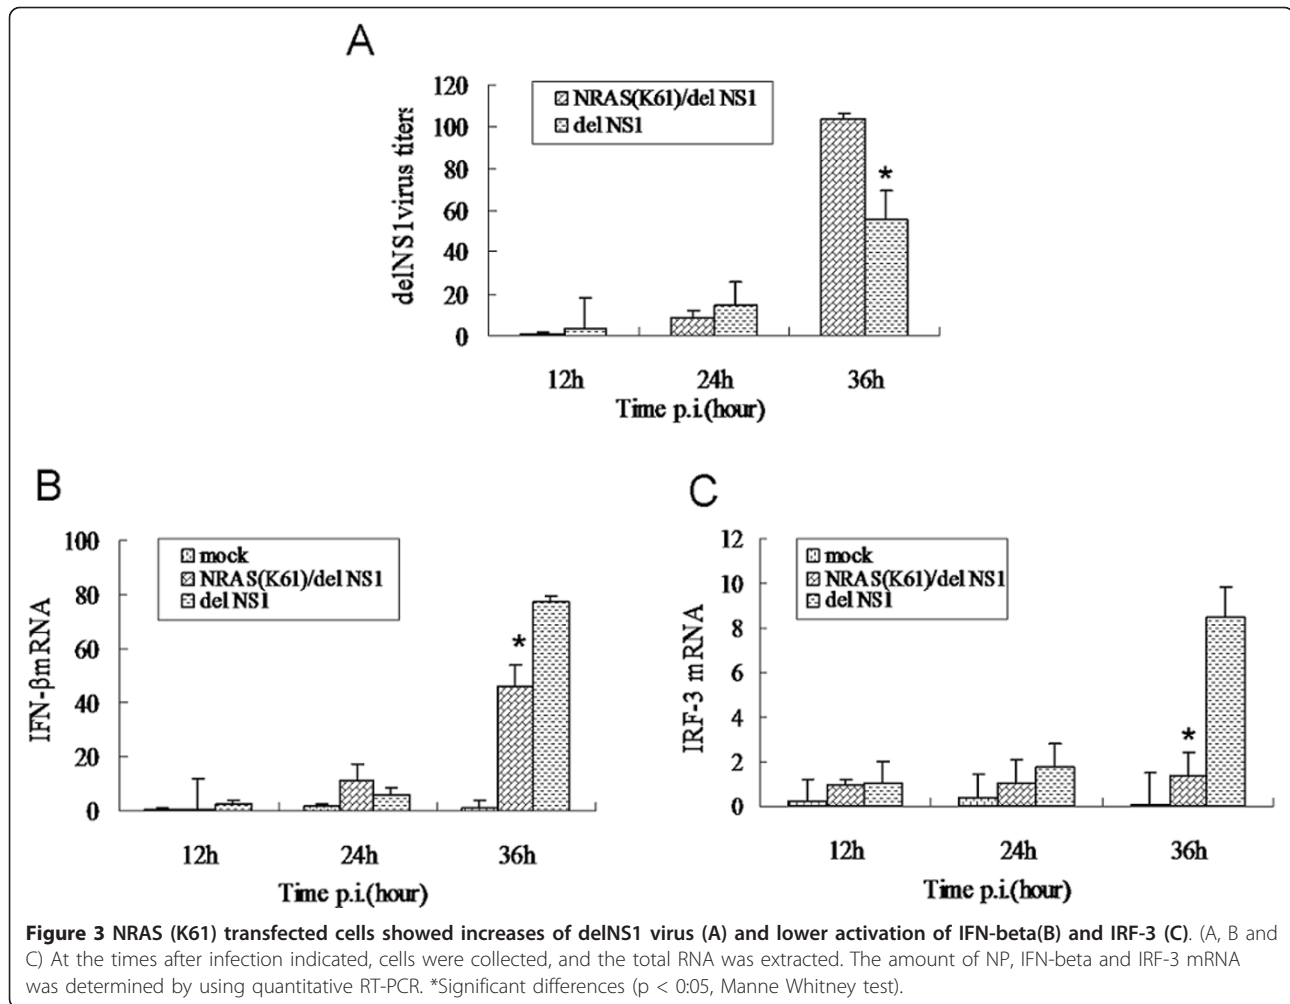 A
120
100
80
60
40
20
0
delNS1virus titers
NRAS(K61)/del NS1
del NS1
*
12h
24h
36h
Time p.i.(hour)
B
100
80
60
40
20
0
IFN-βmRNA
mock
NRAS(K61)/del NS1
del NS1
*
12h
24h
36h
Time p.i.(hour)
C
12
10
8
6
4
2
0
IRF-3 mRNA
mock
NRAS(K61)/del NS1
del NS1
*
12h
24h
36h
Time p.i.(hour)
Figure 3 NRAS (K61) transfected cells showed increases of delNS1 virus (A) and lower activation of IFN-beta(B) and IRF-3 (C). (A, B and
C) At the times after infection indicated, cells were collected, and the total RNA was extracted. The amount of NP, IFN-beta and IRF-3 mRNA
was determined by using quantitative RT-PCR. *Significant differences (p < 0:05, Manne Whitney test).